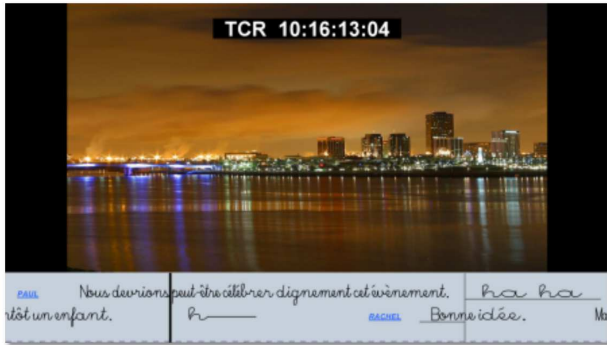 TCR 10:16:13:04
PAUL Nous devrions peut-être célébrer dignement cet évènement. ha ha
tôt un enfant. h RACHEL Bonne idée.